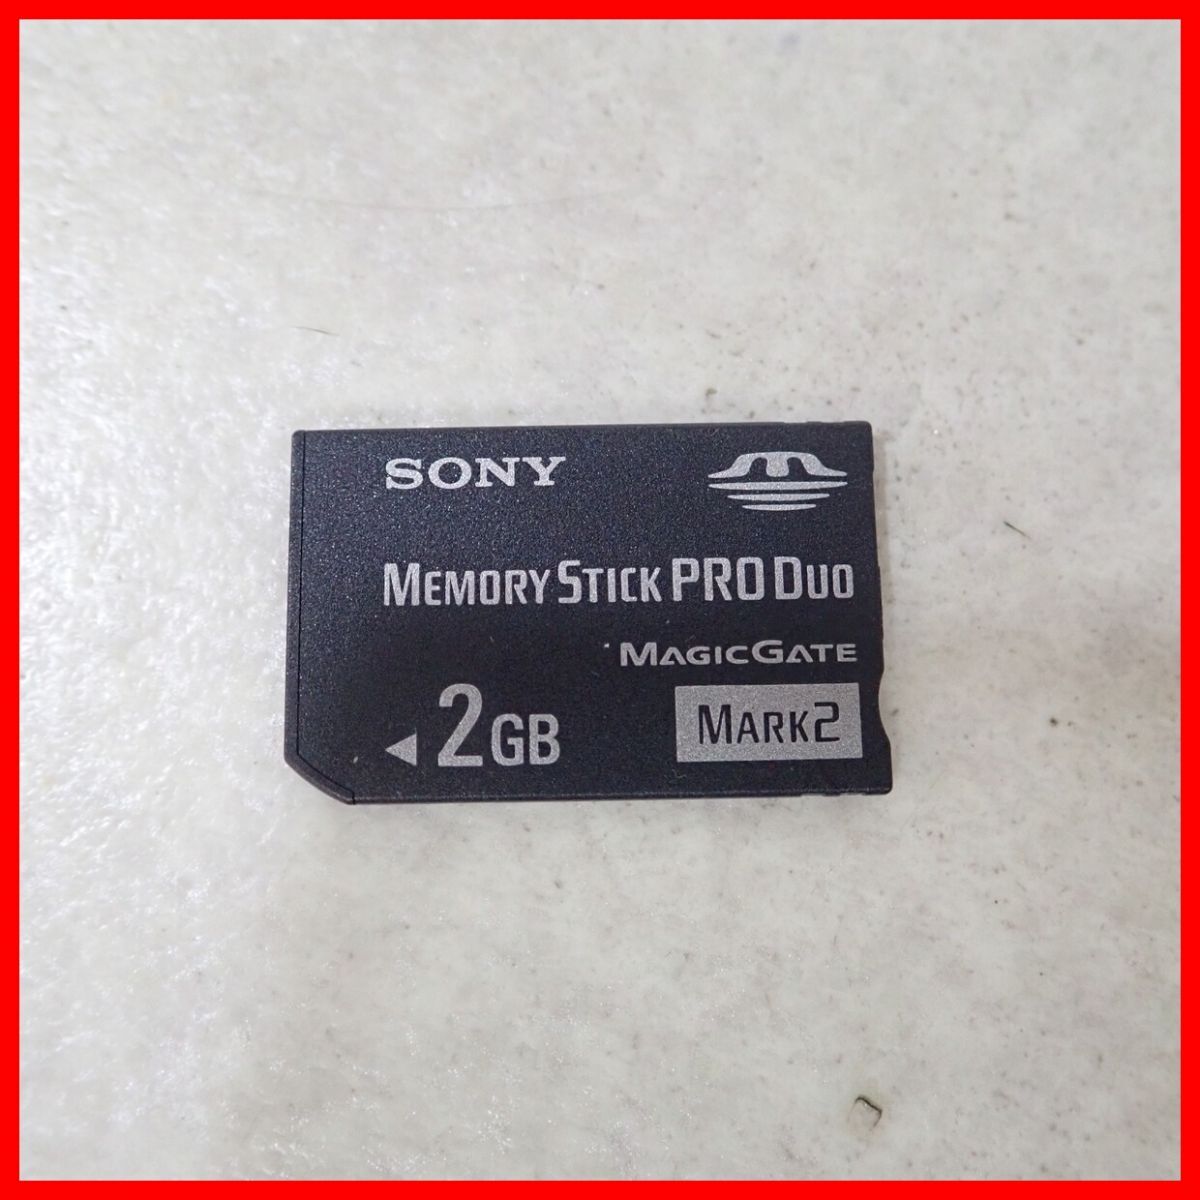 SONY
MEMORY STICK PRO DUO
MAGICGATE
2GB
MARK2